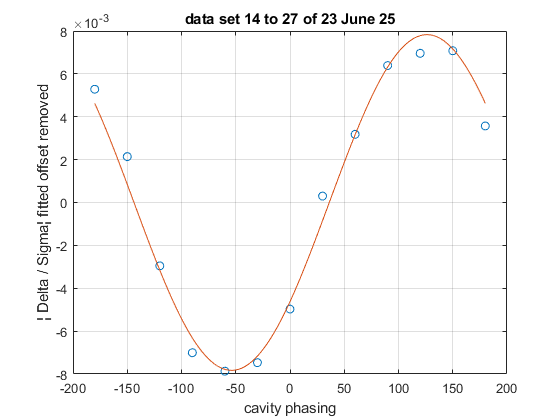 data set 14 to 27 of 23 June 25
×10⁻³
8
6
4
2
0
-2
-4
-6
-8
¦ Delta / Sigma¦ fitted offset removed
-200 -150 -100 -50 0 50 100 150 200
cavity phasing